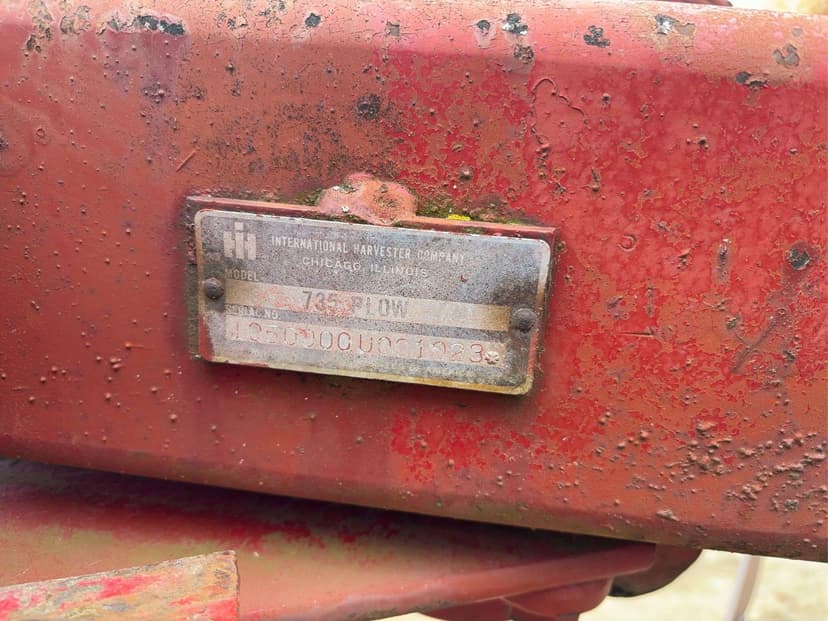 IH
INTERNATIONAL HARVESTER COMPANY
CHICAGO, ILLINOIS
MODEL
735 PLOW
SERIAL NO.